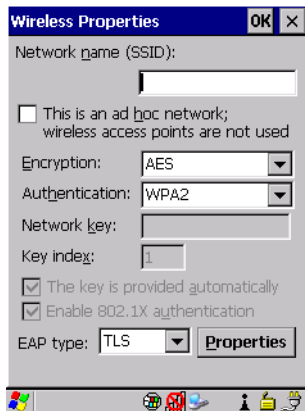 Wireless Properties OK ×
Network name (SSID):
This is an ad hoc network;
wireless access points are not used
Encryption: AES
Authentication: WPA2
Network key:
Key index: 1
The key is provided automatically
Enable 802.1X authentication
EAP type: TLS Properties